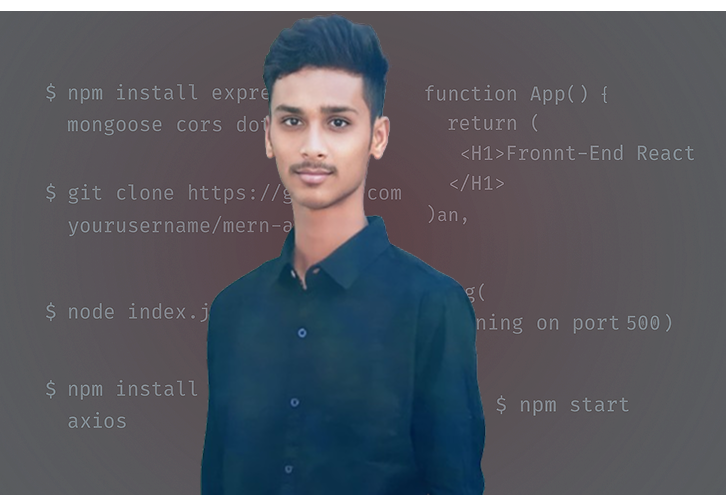 $ npm install expre
mongoose cors do
$ git clone https://g com
yourusername/mern-a
$ node index.j
$ npm install
axios
function App() {
return (
<H1>Fronnt-End React
</H1>
)an,
g(
ning on port 500)
$ npm start